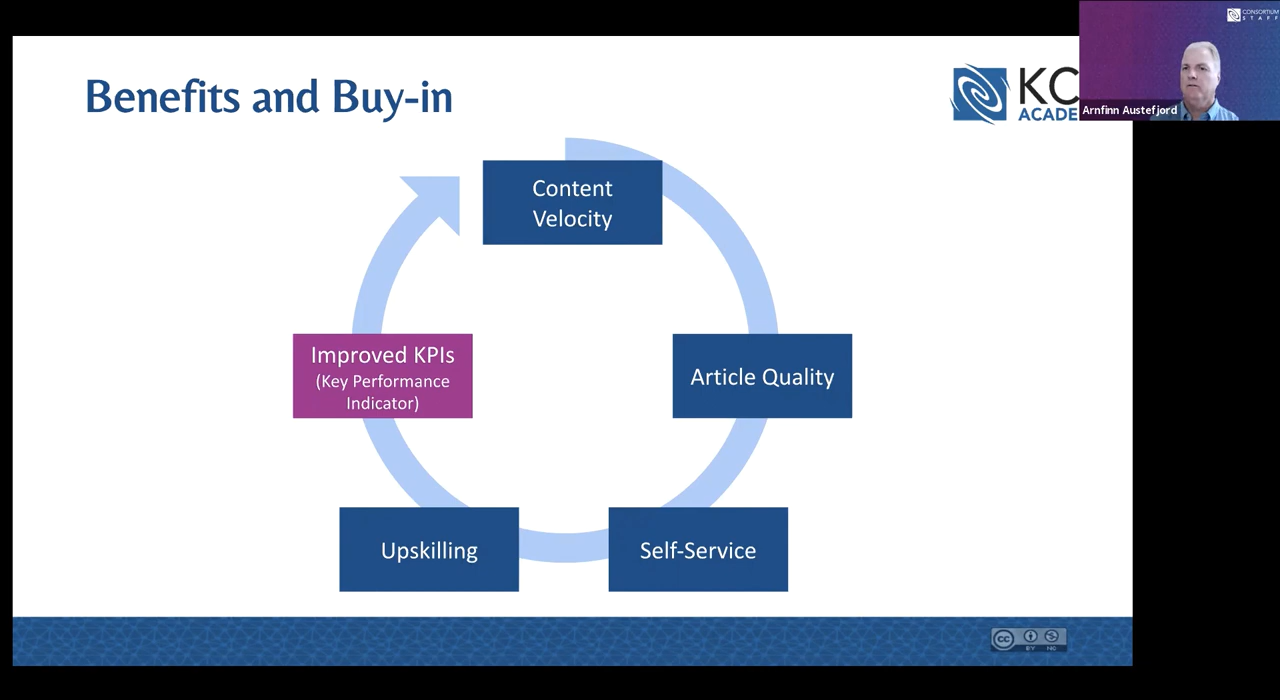 Benefits and Buy-in
KC
ACADE
CONSORTIUM
STAFF
Arnfinn Austefjord
Content
Velocity
Improved KPIs
(Key Performance
Indicator)
Article Quality
Upskilling
Self-Service
cc
BY NC